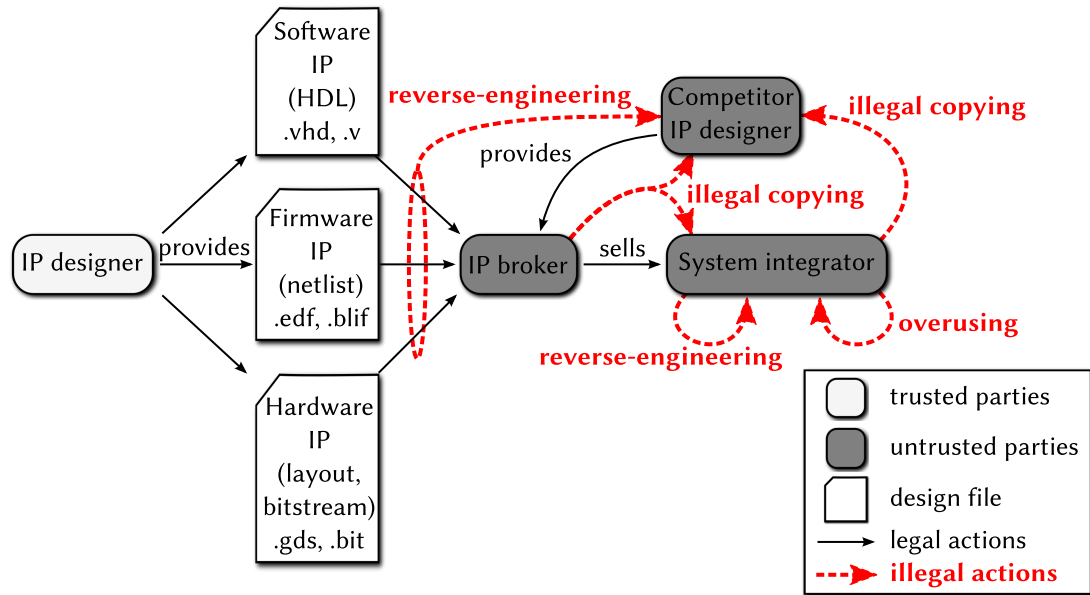 Software
IP
(HDL)
.vhd, .v
reverse-engineering
Competitor
IP designer
illegal copying
provides
illegal copying
IP designer
provides
Firmware
IP
(netlist)
.edf, .blif
IP broker
sells
System integrator
reverse-engineering
overusing
Hardware
IP
(layout,
bitstream)
.gds, .bit
trusted parties
untrusted parties
design file
legal actions
illegal actions